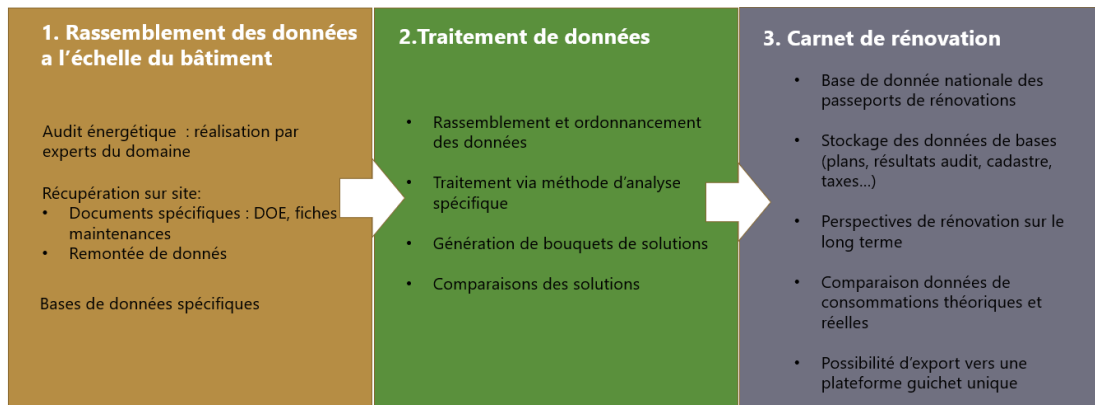 1. Rassemblement des données
a l’échelle du bâtiment
Audit énergétique : réalisation par
experts du domaine
Récupération sur site:
• Documents spécifiques : DOE, fiches
maintenances
• Remontée de donnés
Bases de données spécifiques
2.Traitement de données
• Rassemblement et ordonnancement
des données
• Traitement via méthode d’analyse
spécifique
• Génération de bouquets de solutions
• Comparaisons des solutions
3. Carnet de rénovation
• Base de donnée nationale des
passeports de rénovations
• Stockage des données de bases
(plans, résultats audit, cadastre,
taxes…)
• Perspectives de rénovation sur le
long terme
• Comparaison données de
consommations théoriques et
réelles
• Possibilité d’export vers une
plateforme guichet unique